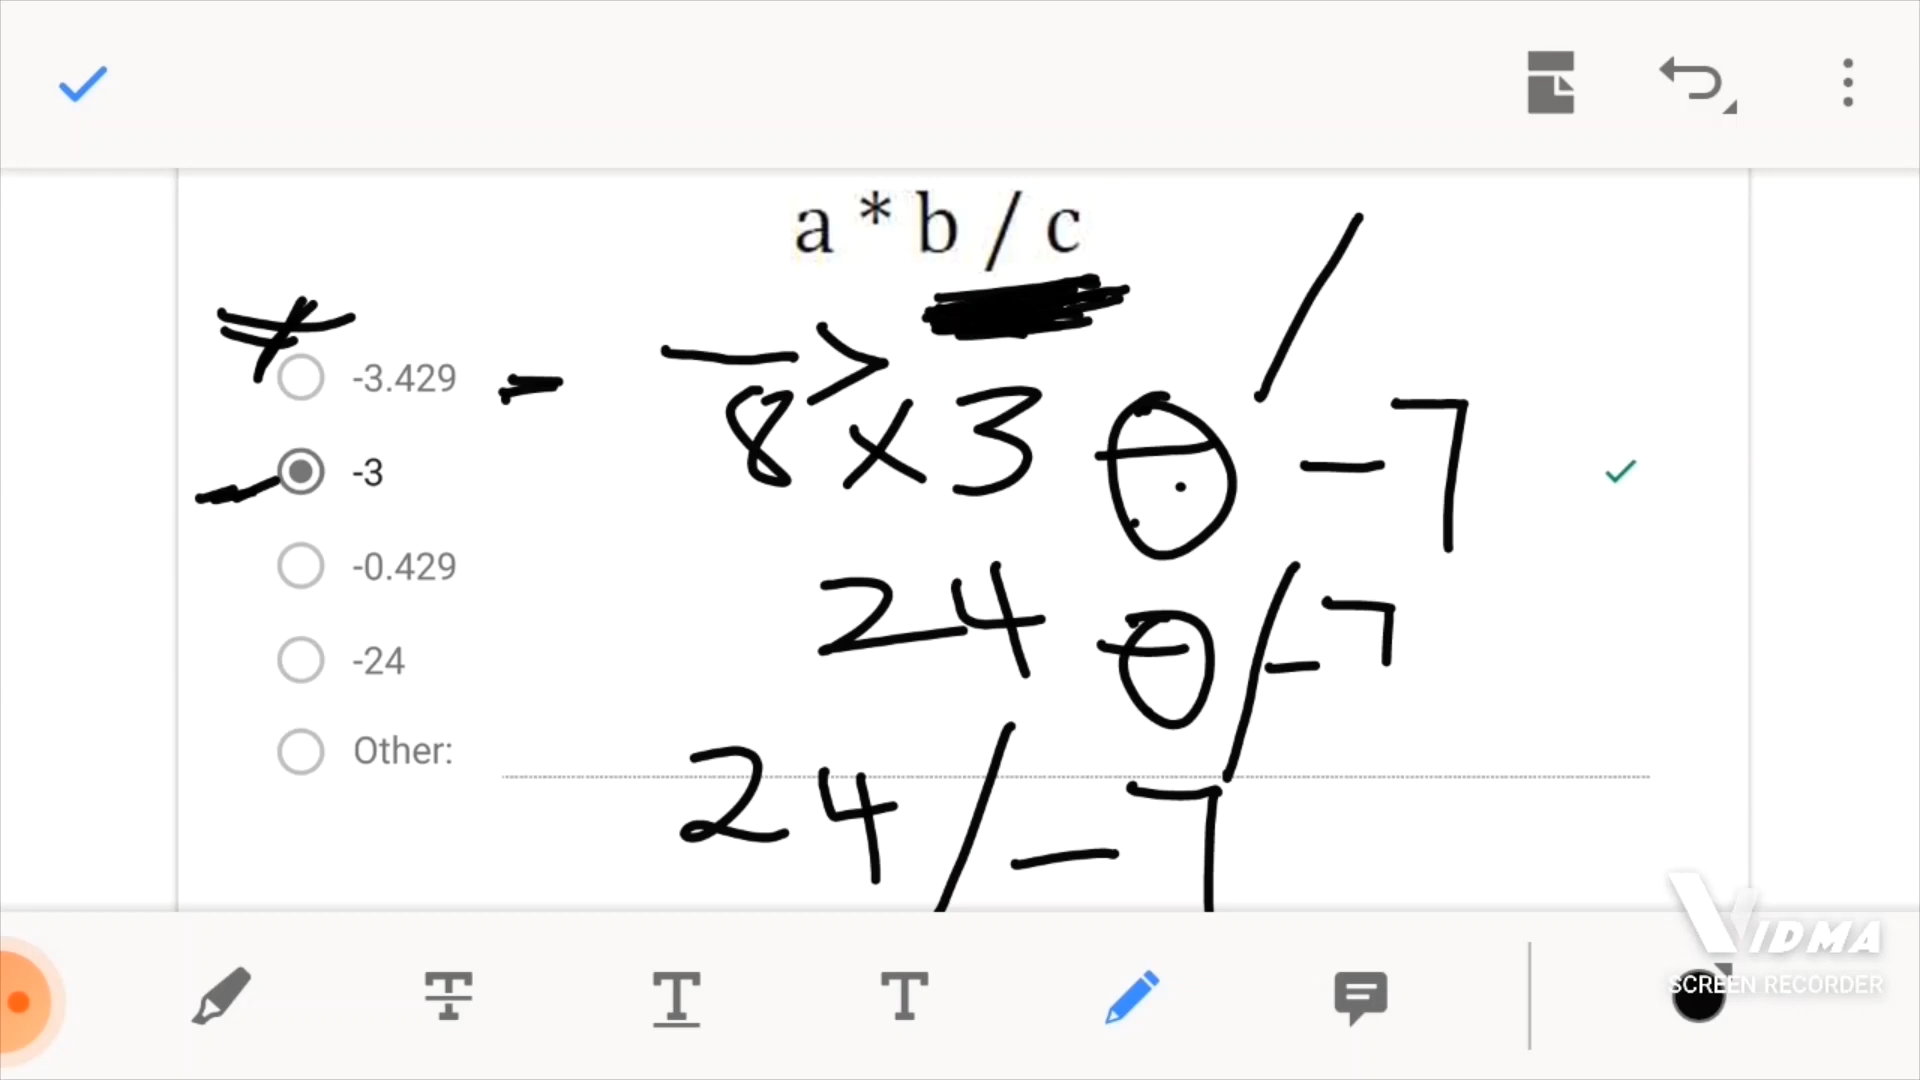 a * b / c
-3.429
8 x 3 / -7
-3
-0.429
24 / -7
-24
Other:
24 / -7
VIDMA
SCREEN RECORDER